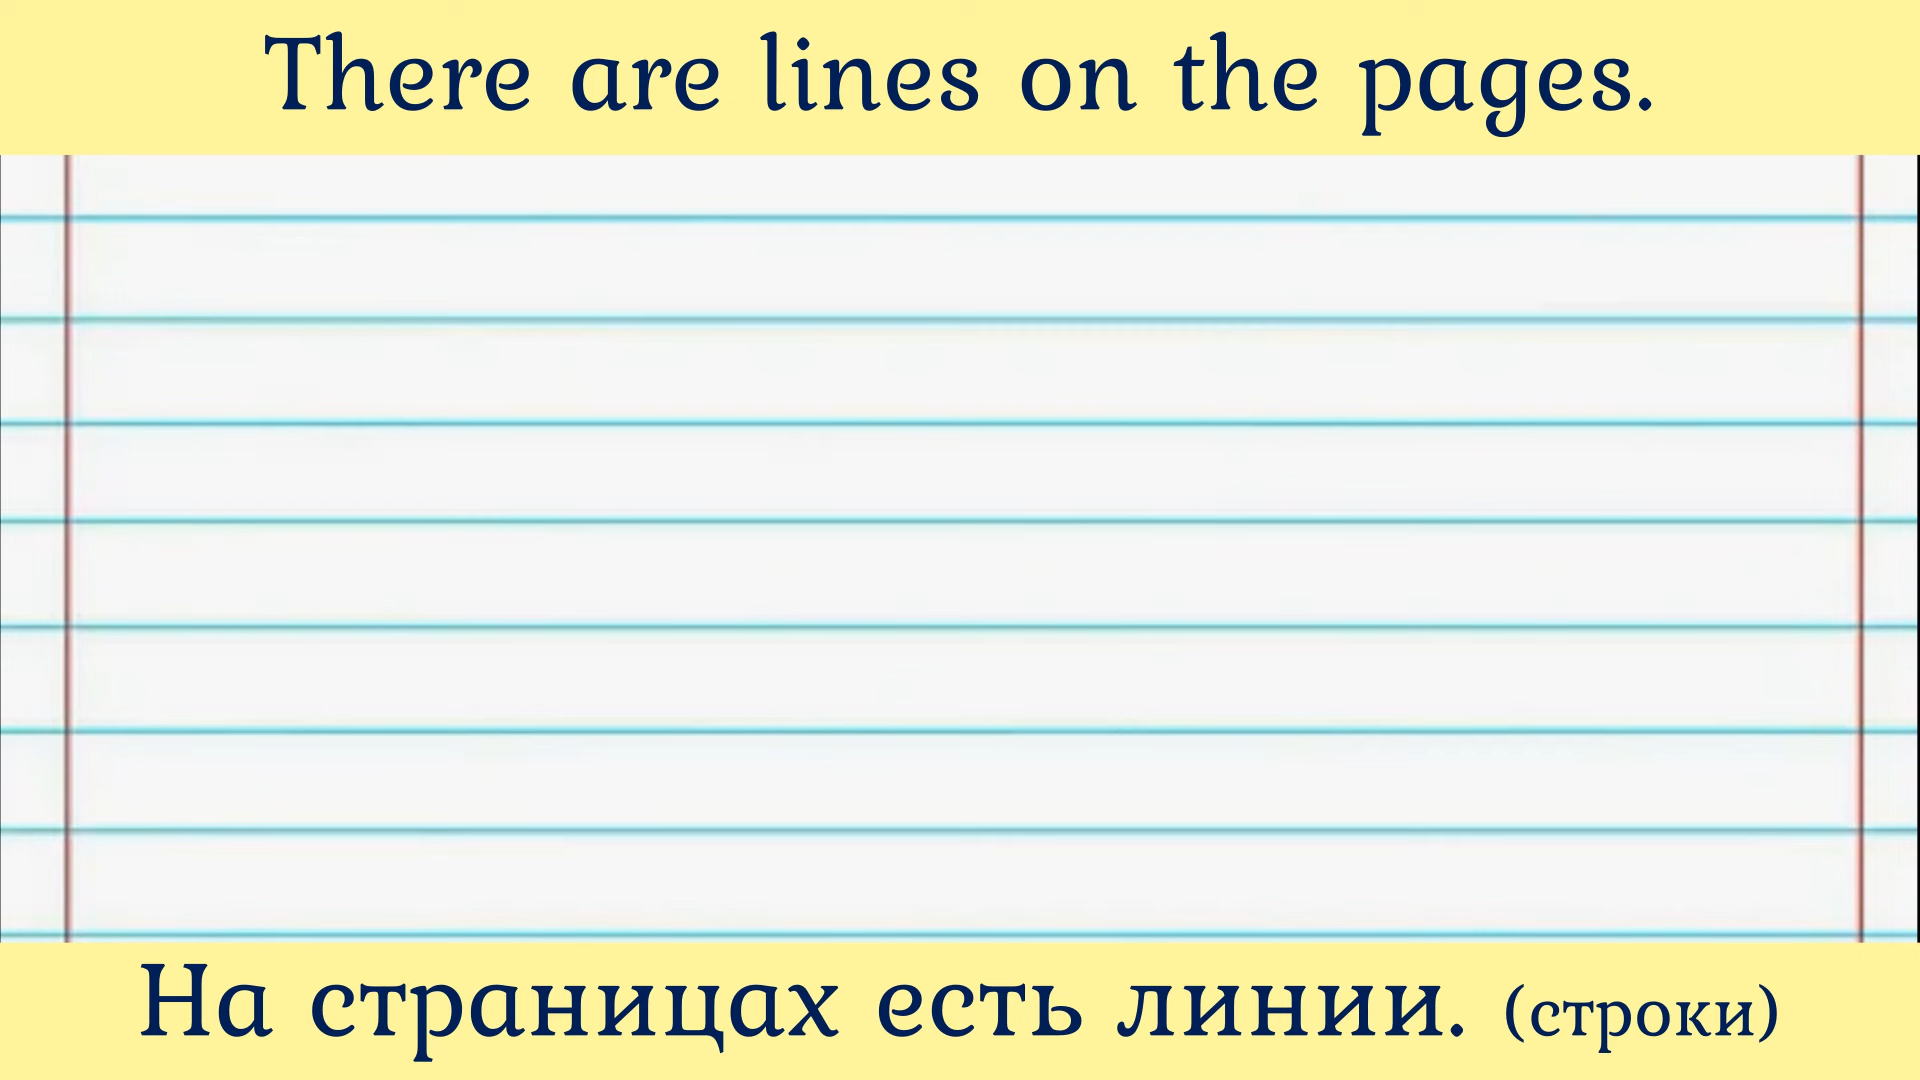 There are lines on the pages.
На страницах есть линии. (строки)